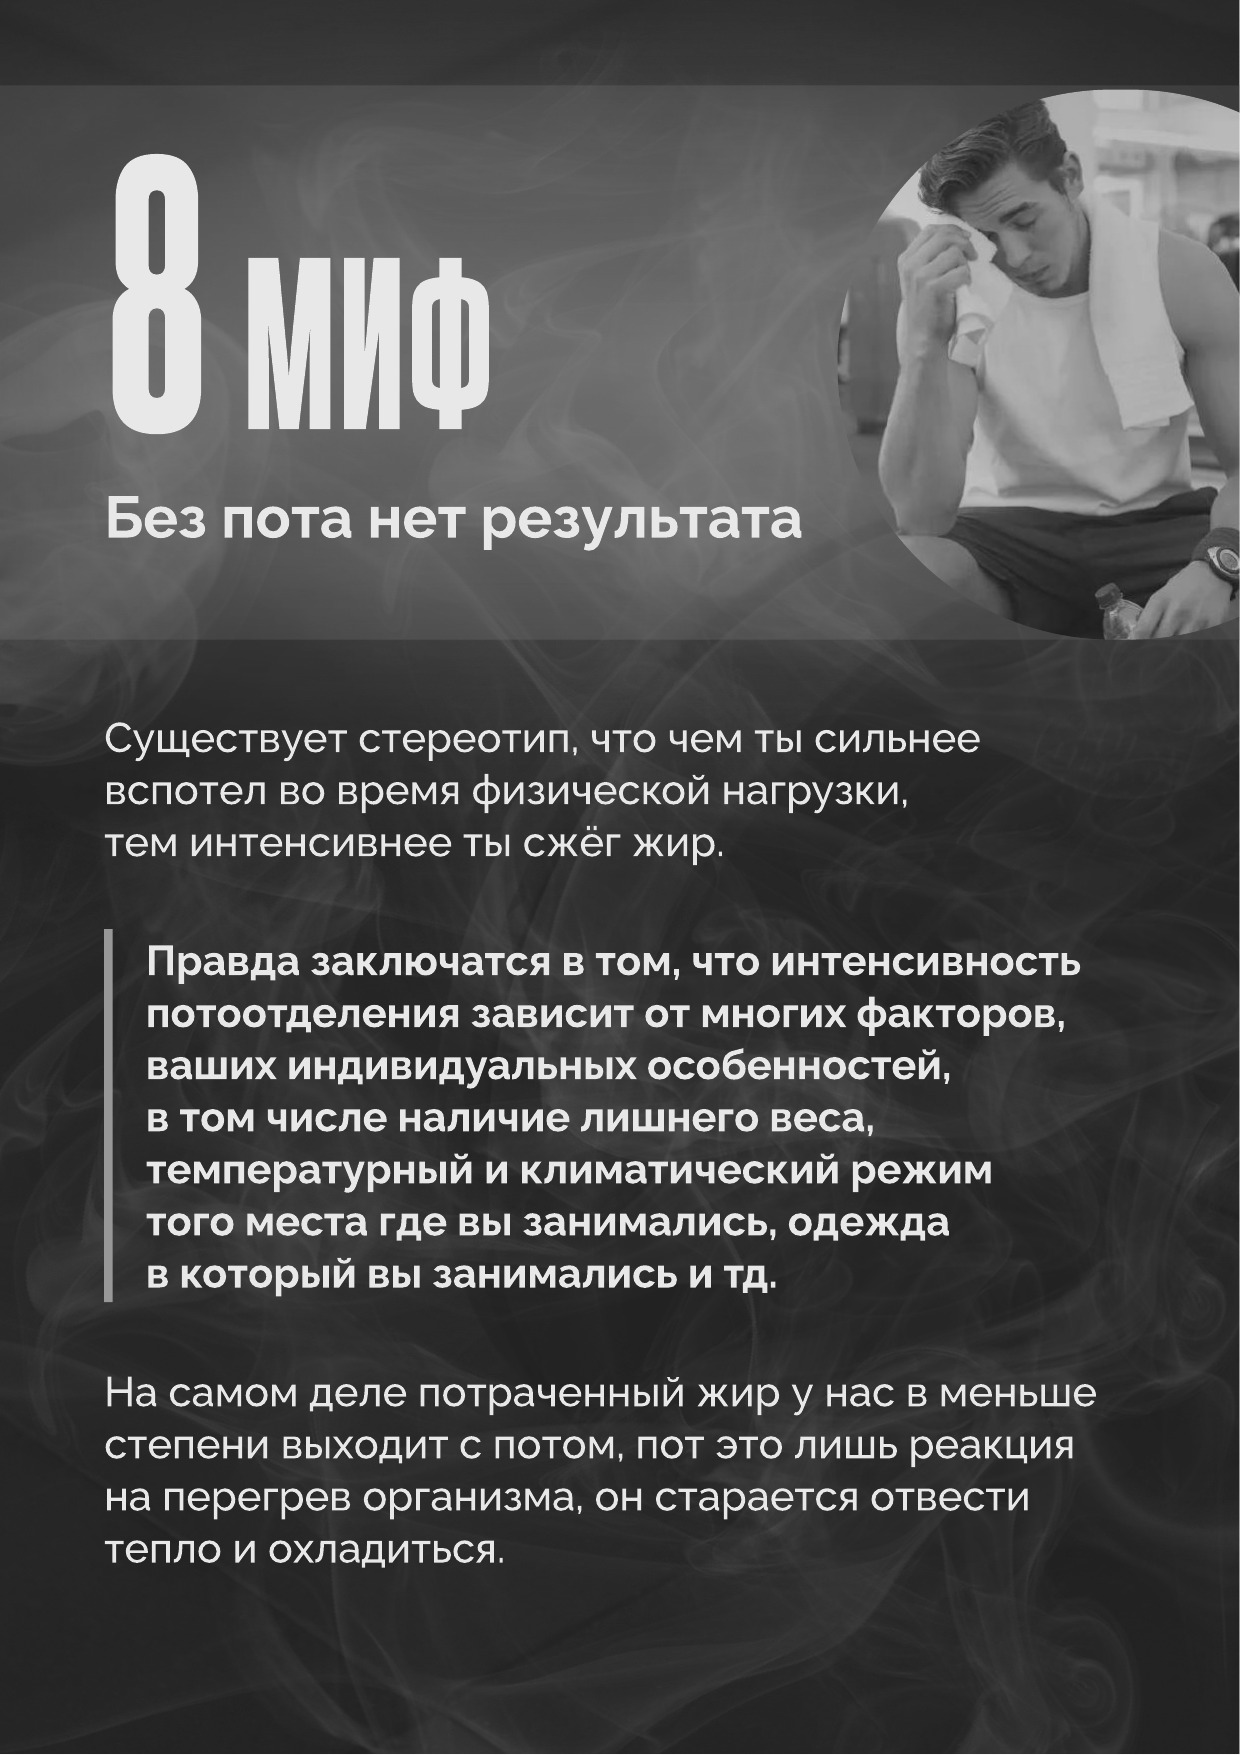 8 МИФ
Без пота нет результата
Существует стереотип, что чем ты сильнее
вспотел во время физической нагрузки,
тем интенсивнее ты сжёг жир.
Правда заключатся в том, что интенсивность
потоотделения зависит от многих факторов,
ваших индивидуальных особенностей,
в том числе наличие лишнего веса,
температурный и климатический режим
того места где вы занимались, одежда
в который вы занимались и тд.
На самом деле потраченный жир у нас в меньше
степени выходит с потом, пот это лишь реакция
на перегрев организма, он старается отвести
тепло и охладиться.